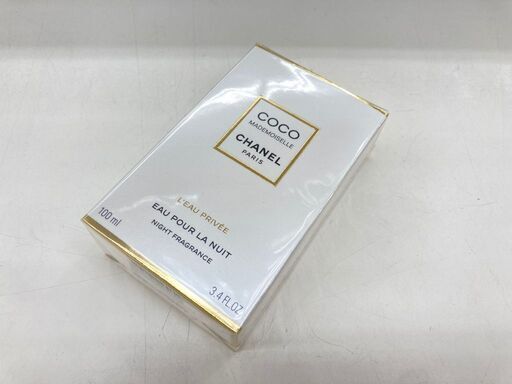 COCO
MADEMOISELLE
CHANEL
PARIS
L'EAU PRIVÉE
EAU POUR LA NUIT
NIGHT FRAGRANCE
100 ml
3.4 FL.OZ